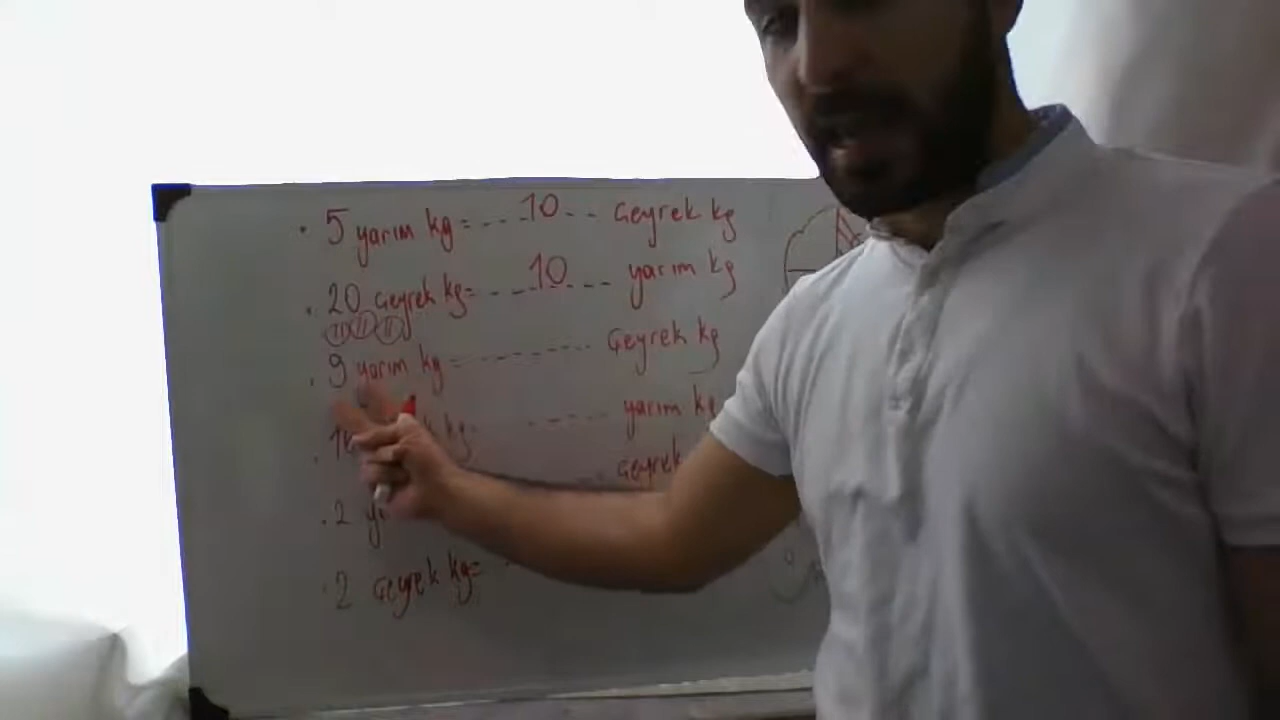 . 5 yarım kg = - - - 10 - - - Çeyrek kg
. 20 Çeyrek kg = - - - 10 - - - yarım kg
. 9 yarım kg = - - - - - - - - Çeyrek kg
kg - - - - yarım kg
Çeyrek
. 2
. 2 Çeyrek kg =